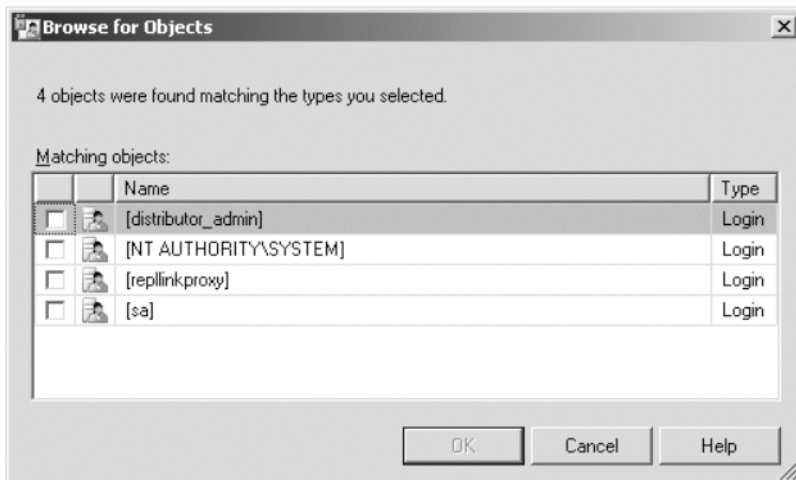 Browse for Objects
4 objects were found matching the types you selected.
Matching objects:
Name Type
[distributor_admin] Login
[NT AUTHORITY\SYSTEM] Login
[repllinkproxy] Login
[sa] Login
OK Cancel Help